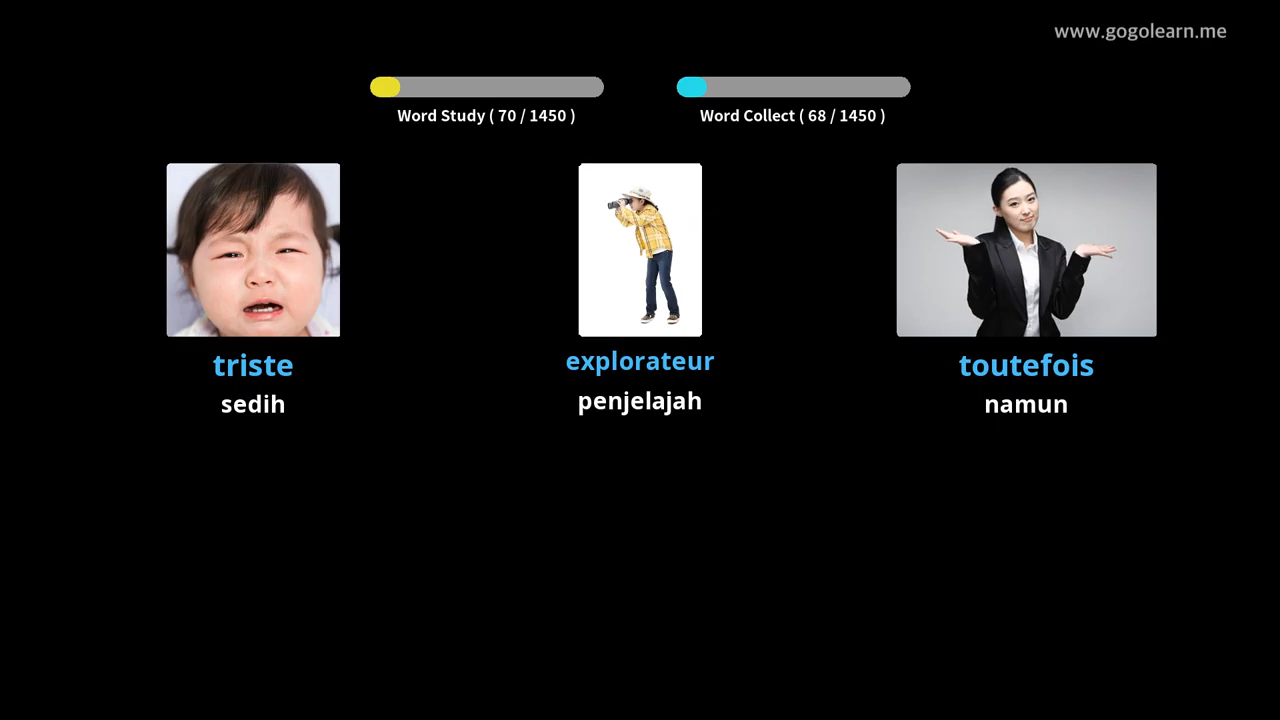 www.gogolearn.me
Word Study ( 70 / 1450 )
Word Collect ( 68 / 1450 )
triste
sedih
explorateur
penjelajah
toutefois
namun